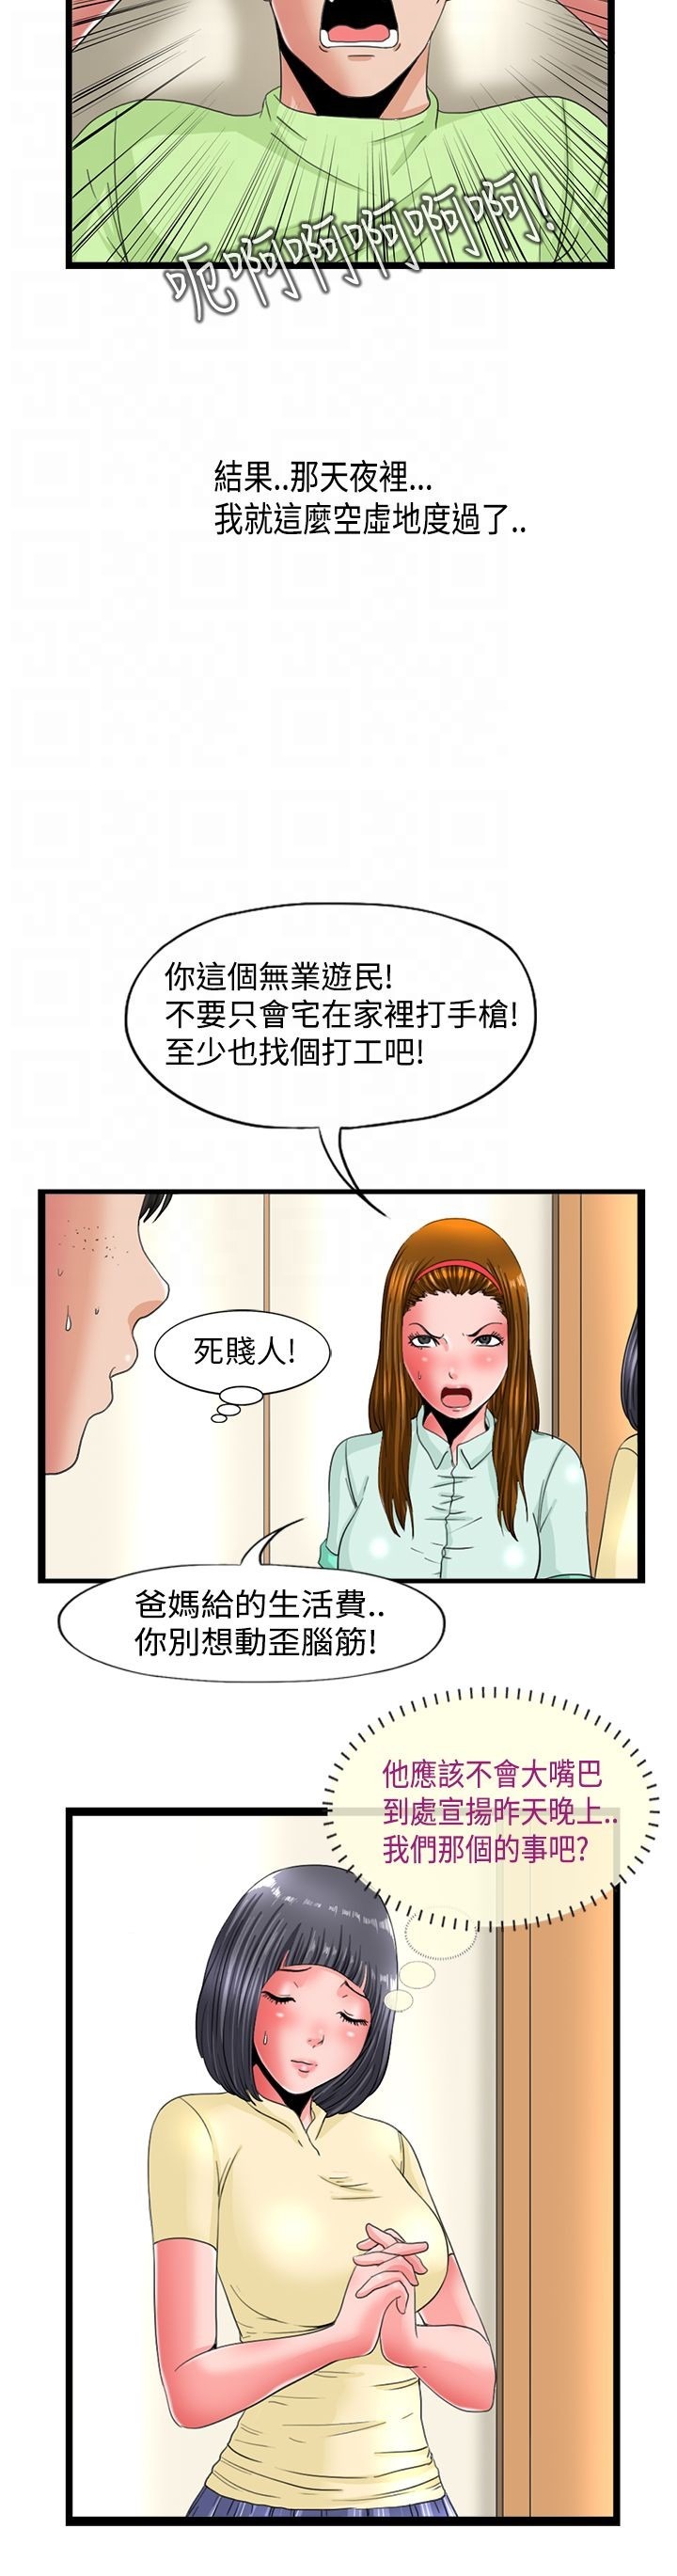 呃啊啊啊啊啊!
結果..那天夜裡...
我就這麼空虛地度過了..
你這個無業遊民!
不要只會宅在家裡打手槍!
至少也找個打工吧!
死賤人!
爸媽給的生活費..
你別想動歪腦筋!
他應該不會大嘴巴
到處宣揚昨天晚上..
我們那個的事吧?